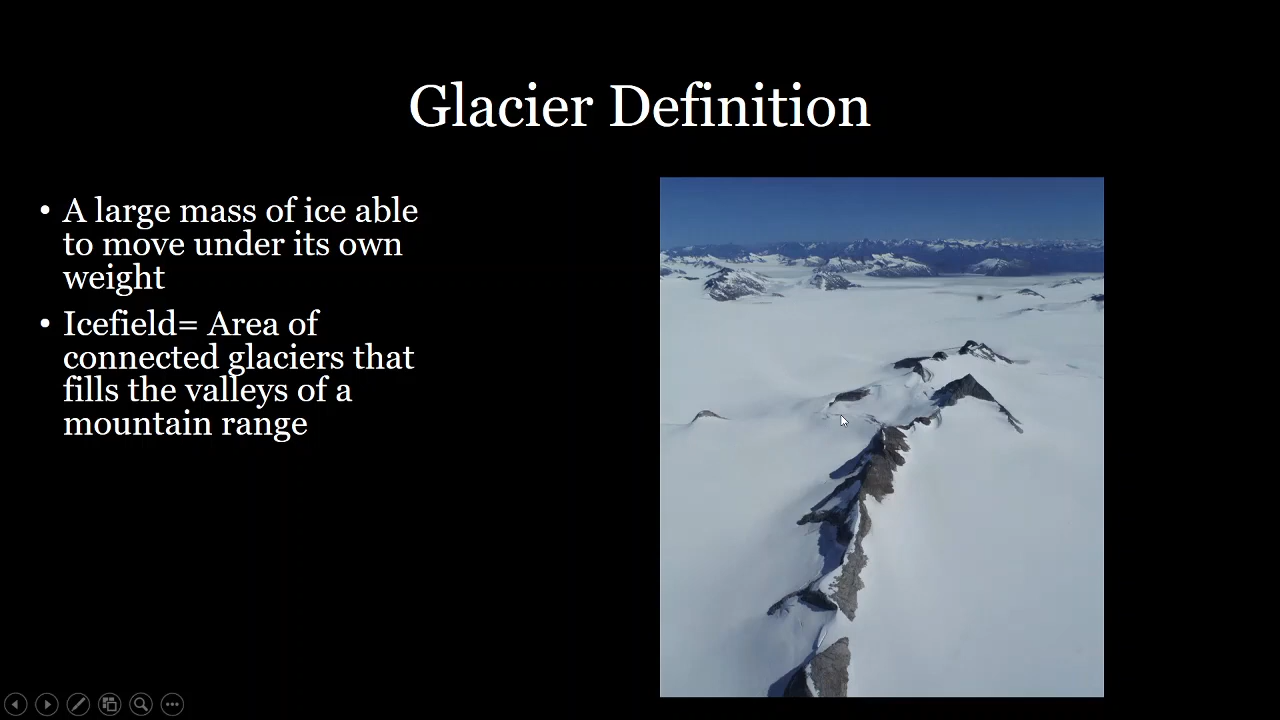 Glacier Definition
• A large mass of ice able
to move under its own
weight
• Icefield= Area of
connected glaciers that
fills the valleys of a
mountain range